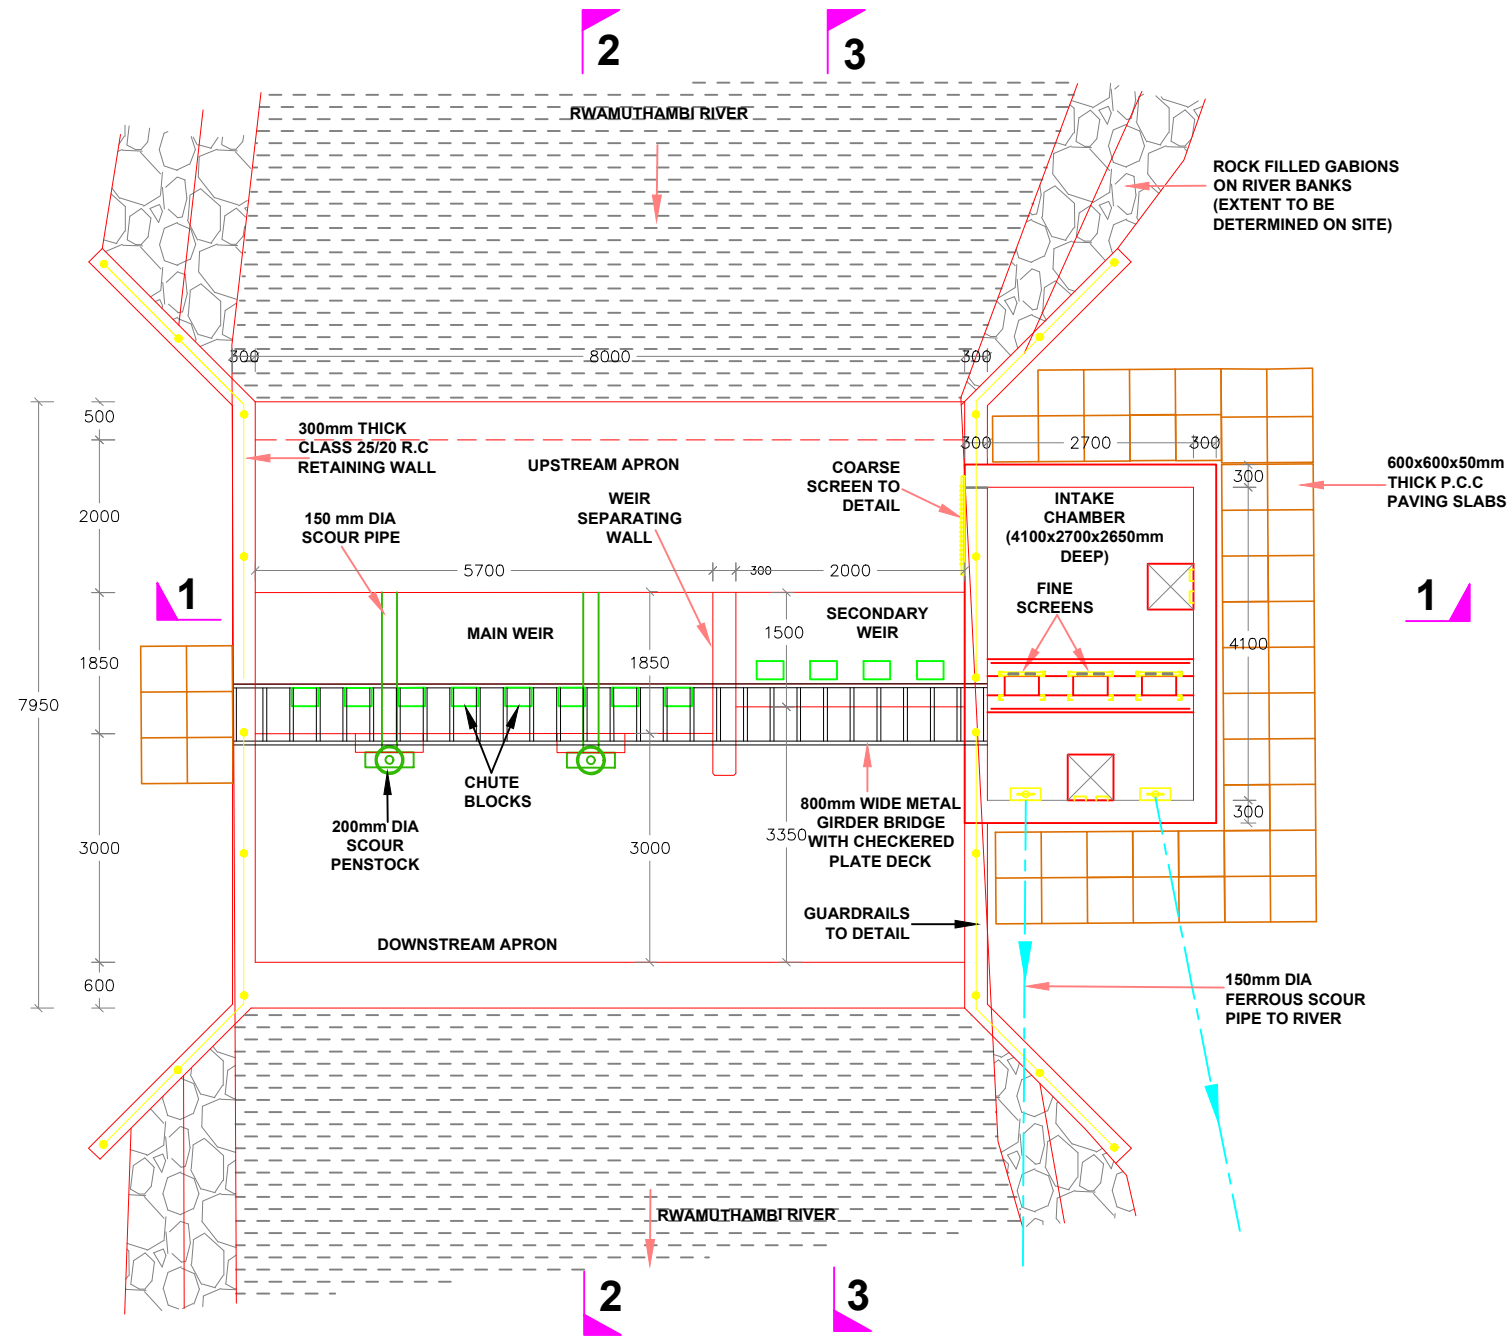 2
3
RWAMUTHAMBI RIVER
ROCK FILLED GABIONS
ON RIVER BANKS
(EXTENT TO BE
DETERMINED ON SITE)
300
8000
300
500
300mm THICK
CLASS 25/20 R.C
RETAINING WALL
UPSTREAM APRON
COARSE
SCREEN TO
DETAIL
300
2700
300
300
600x600x50mm
THICK P.C.C
PAVING SLABS
2000
150 mm DIA
SCOUR PIPE
WEIR
SEPARATING
WALL
INTAKE
CHAMBER
(4100x2700x2650mm
DEEP)
5700
300
2000
1
FINE
SCREENS
1
MAIN WEIR
1500
SECONDARY
WEIR
4100
1850
1850
7950
CHUTE
BLOCKS
800mm WIDE METAL
GIRDER BRIDGE
WITH CHECKERED
PLATE DECK
300
200mm DIA
SCOUR
PENSTOCK
3000
3000
3350
GUARDRAILS
TO DETAIL
DOWNSTREAM APRON
600
150mm DIA
FERROUS SCOUR
PIPE TO RIVER
RWAMUTHAMBI RIVER
2
3